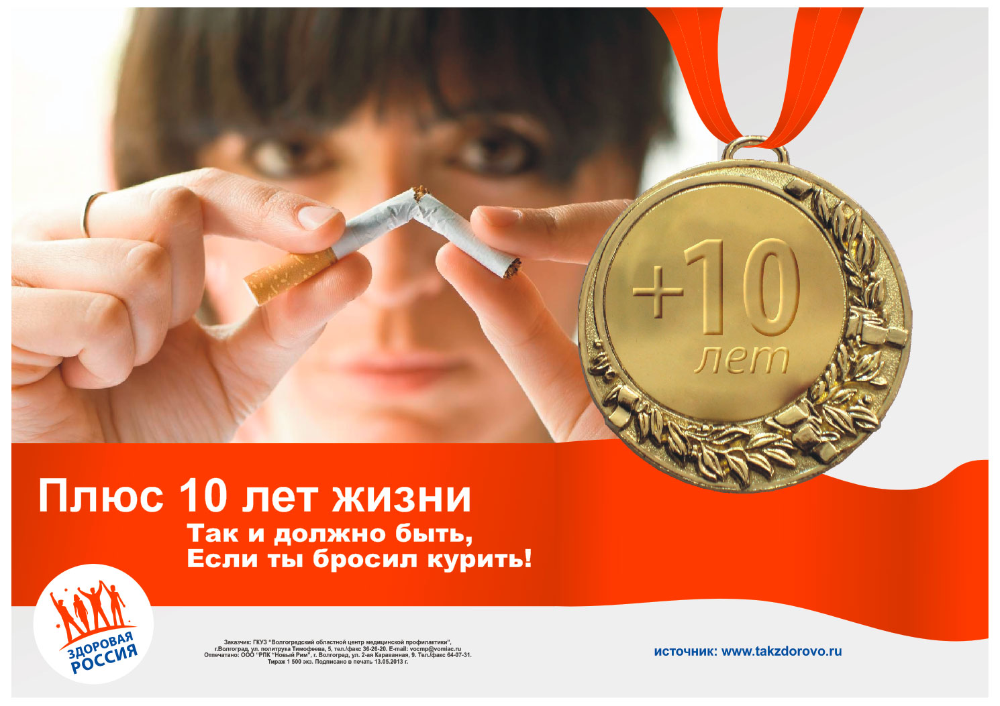 +10
лет
Плюс 10 лет жизни
Так и должно быть,
Если ты бросил курить!
ЗДОРОВАЯ
РОССИЯ
Заказчик: ГКУЗ “Волгоградский областной центр медицинской профилактики”,
г.Волгоград, ул. политрука Тимофеева, 5, тел./факс 36-26-20. E-mail: vocmp@vomiac.ru
Отпечатано: ООО “РПК “Новый Рим”, г. Волгоград, ул. 2-ая Караванная, 9. Тел./факс 64-07-31.
Тираж 1 500 экз. Подписано в печать 13.05.2013 г.
источник: www.takzdorovo.ru